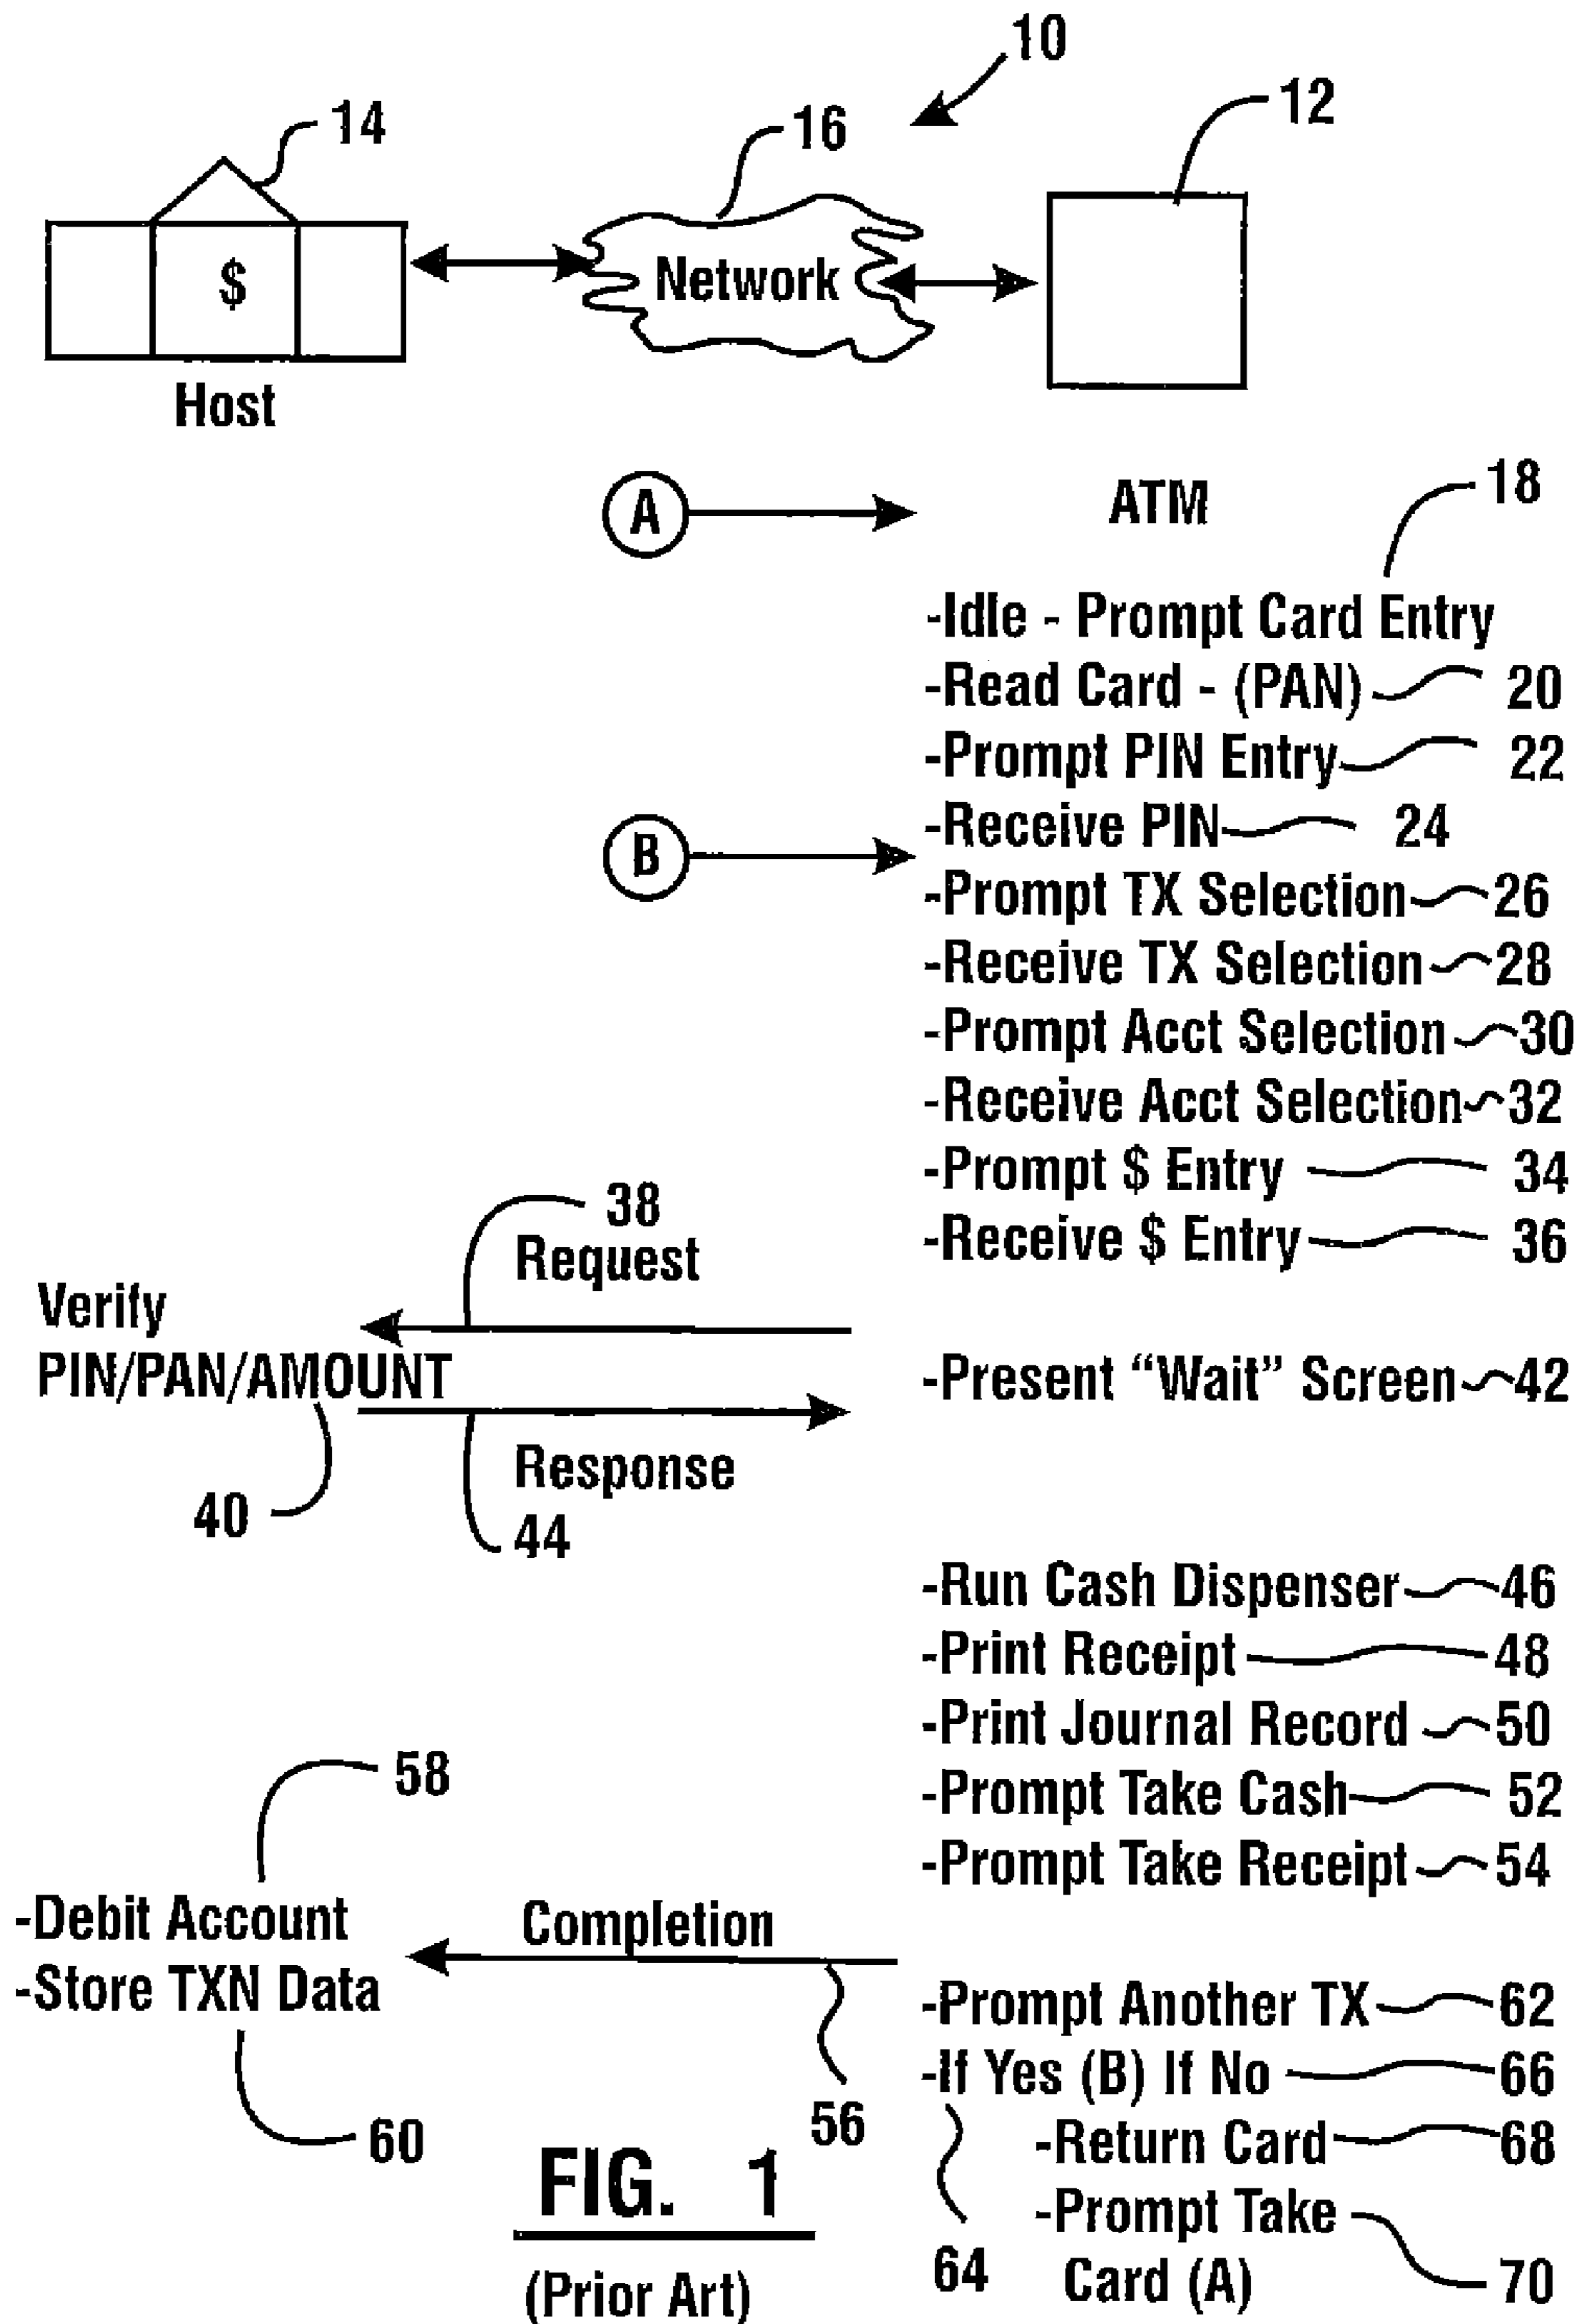 10
12
14
16
$
Network
Host
A
ATM
18
-Idle - Prompt Card Entry
-Read Card - (PAN) 20
-Prompt PIN Entry 22
-Receive PIN 24
B
-Prompt TX Selection 26
-Receive TX Selection 28
-Prompt Acct Selection 30
-Receive Acct Selection 32
-Prompt $ Entry 34
-Receive $ Entry 36
38
Request
Verify
PIN/PAN/AMOUNT
-Present “Wait” Screen 42
Response
40
44
-Run Cash Dispenser 46
-Print Receipt 48
-Print Journal Record 50
-Prompt Take Cash 52
-Prompt Take Receipt 54
58
-Debit Account
Completion
-Store TXN Data
-Prompt Another TX 62
-If Yes (B) If No 66
56
60
-Return Card 68
-Prompt Take
Card (A) 70
64
FIG. 1
(Prior Art)